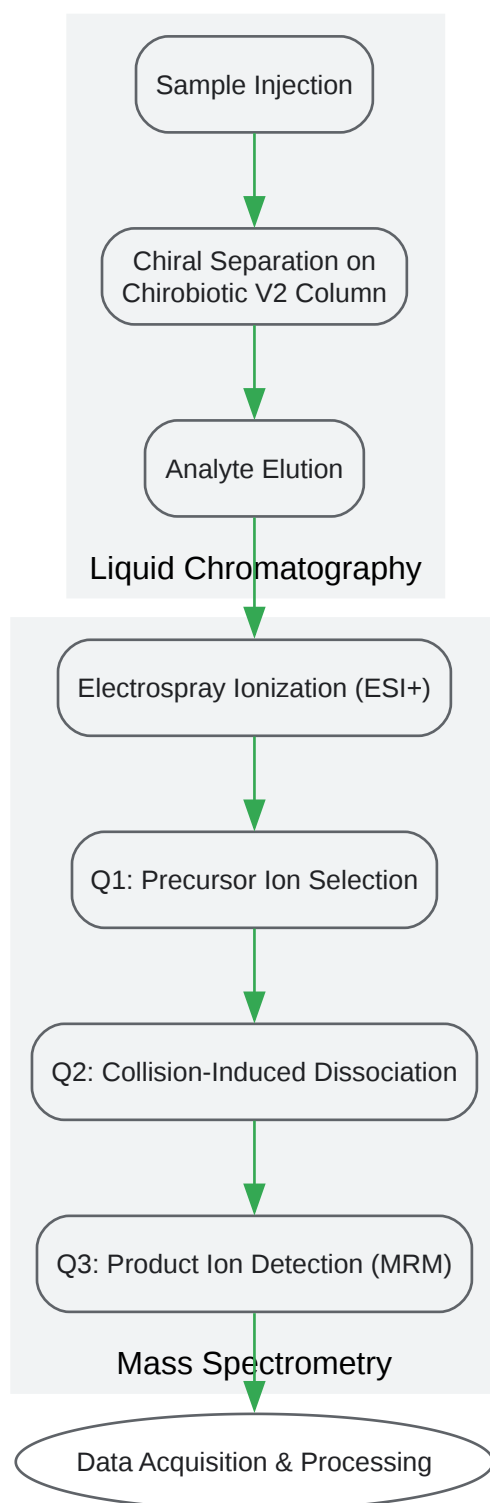 Sample Injection
Chiral Separation on
Chirobiotic V2 Column
Analyte Elution
Liquid Chromatography
Electrospray Ionization (ESI+)
Q1: Precursor Ion Selection
Q2: Collision-Induced Dissociation
Q3: Product Ion Detection (MRM)
Mass Spectrometry
Data Acquisition & Processing